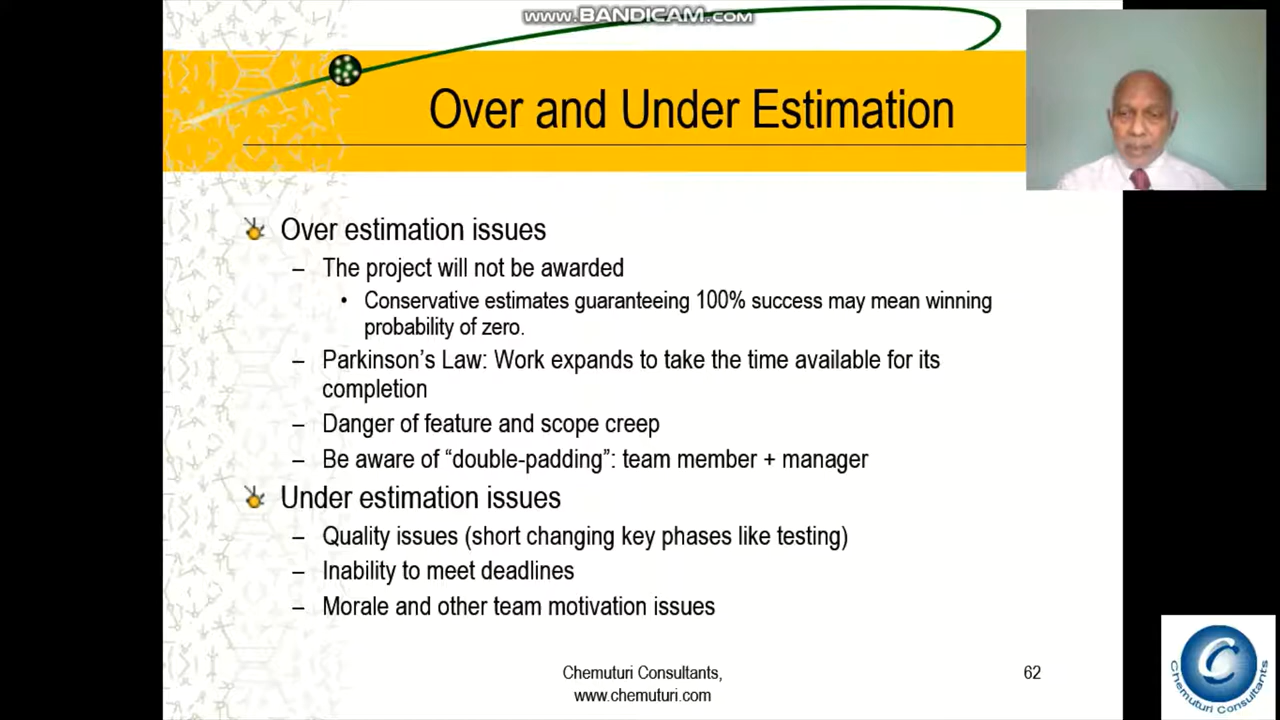 www.BANDICAM.com
Over and Under Estimation
Over estimation issues
– The project will not be awarded
• Conservative estimates guaranteeing 100% success may mean winning
probability of zero.
– Parkinson’s Law: Work expands to take the time available for its
completion
– Danger of feature and scope creep
– Be aware of “double-padding”: team member + manager
Under estimation issues
– Quality issues (short changing key phases like testing)
– Inability to meet deadlines
– Morale and other team motivation issues
Chemuturi Consultants,
www.chemuturi.com
62
C
Chemuturi Consultants